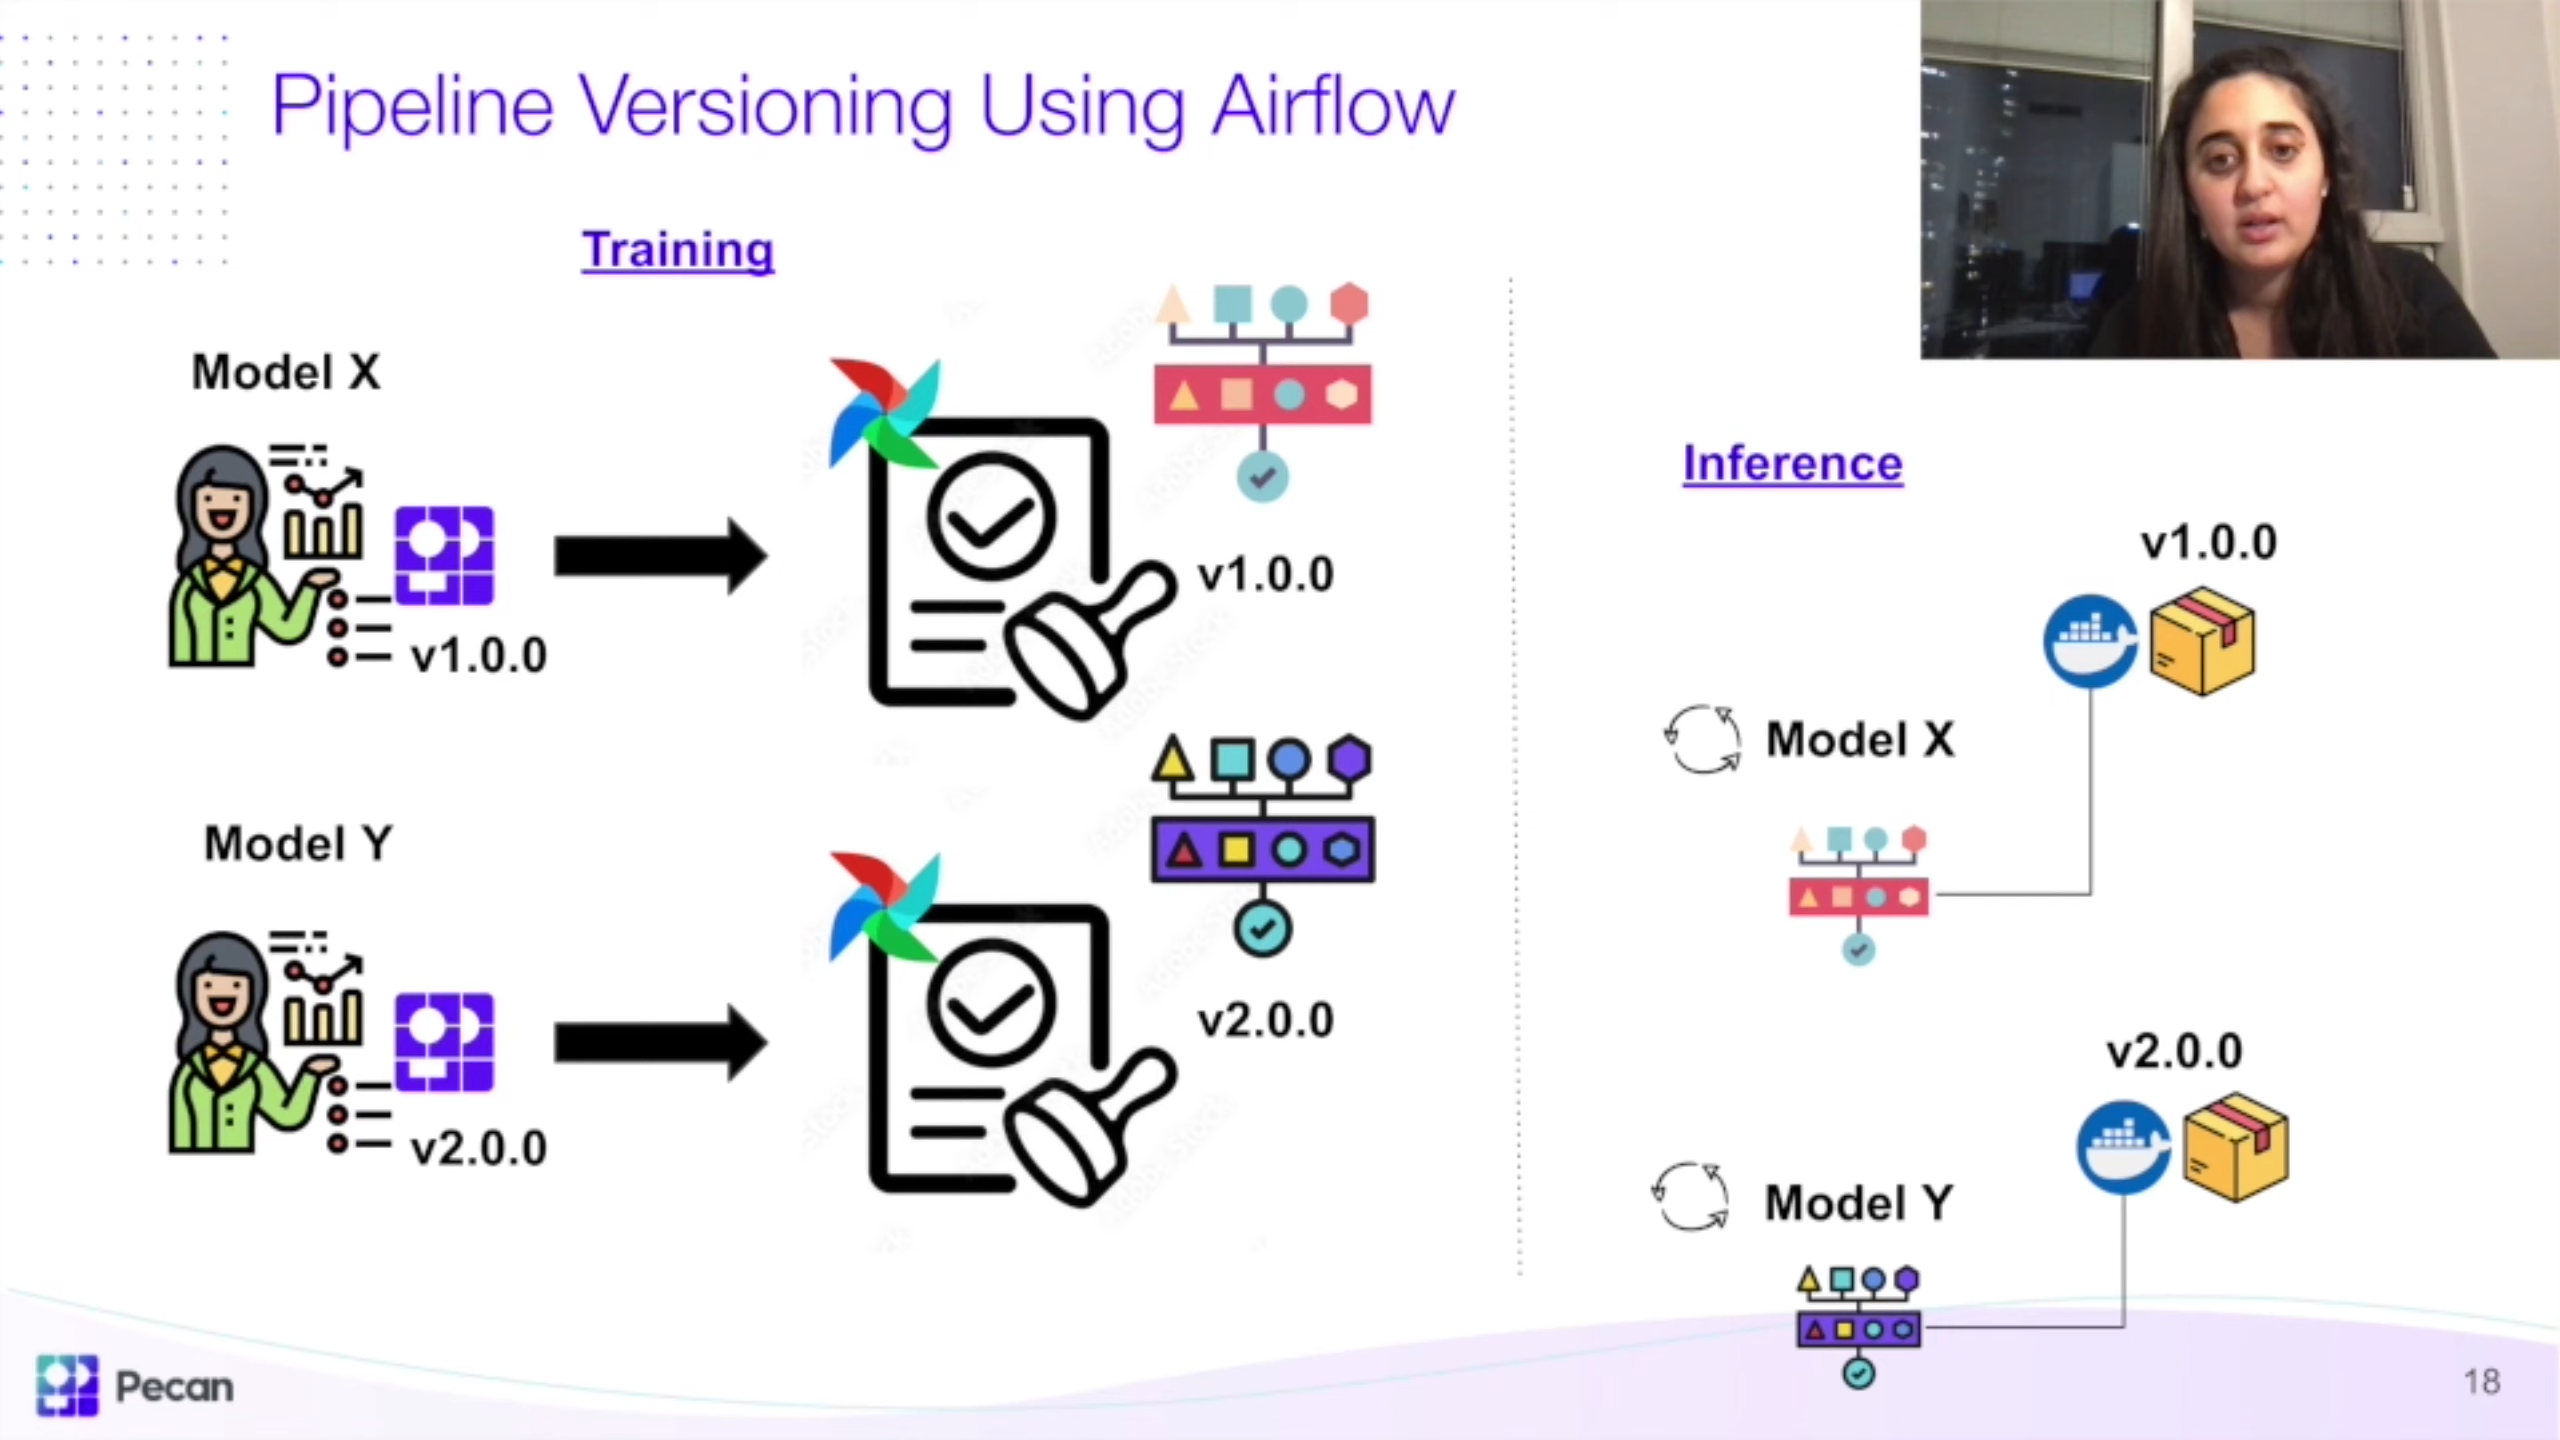 Pipeline Versioning Using Airflow
Training
Model X
v1.0.0
v1.0.0
Model Y
v2.0.0
v2.0.0
Inference
v1.0.0
Model X
v2.0.0
Model Y
Pecan
18